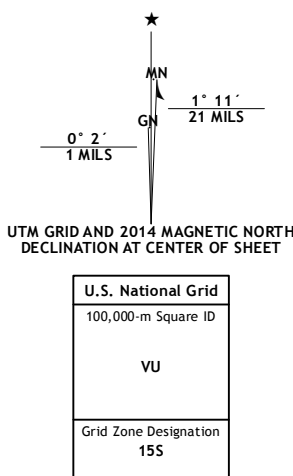 MN
GN
1° 11´
21 MILS
0° 2´
1 MILS
UTM GRID AND 2014 MAGNETIC NORTH
DECLINATION AT CENTER OF SHEET
U.S. National Grid
100,000-m Square ID
VU
Grid Zone Designation
15S